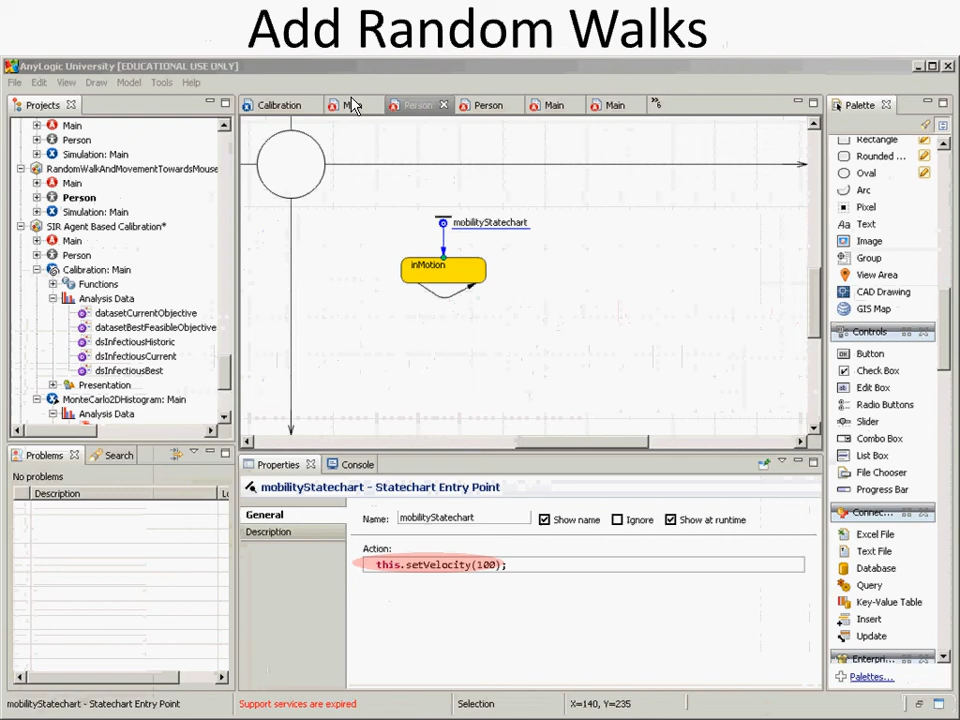 Add Random Walks
AnyLogic University [EDUCATIONAL USE ONLY]
File Edit View Draw Model Tools Help
Projects
Main
Person
Simulation: Main
RandomWalkAndMovementTowardsMouse
Main
Person
Simulation: Main
SIR Agent Based Calibration*
Main
Person
Calibration: Main
Functions
Analysis Data
datasetCurrentObjective
datasetBestFeasibleObjective
dsInfectiousHistoric
dsInfectiousCurrent
dsInfectiousBest
Presentation
MonteCarlo2DHistogram: Main
Analysis Data
Problems Search
No problems
Description
Calibration Person Person Main Main
mobilityStatechart
inMotion
Properties Console
mobilityStatechart - Statechart Entry Point
General
Description
Name: mobilityStatechart Show name Ignore Show at runtime
Action:
this.setVelocity(100);
Palette
Rectangle
Rounded ...
Oval
Arc
Pixel
Text
Image
Group
View Area
CAD Drawing
GIS Map
Controls
Button
Check Box
Edit Box
Radio Buttons
Slider
Combo Box
List Box
File Chooser
Progress Bar
Connec...
Excel File
Text File
Database
Query
Key-Value Table
Insert
Update
Enterpri...
Palettes...
mobilityStatechart - Statechart Entry Point Support services are expired Selection X=140, Y=235